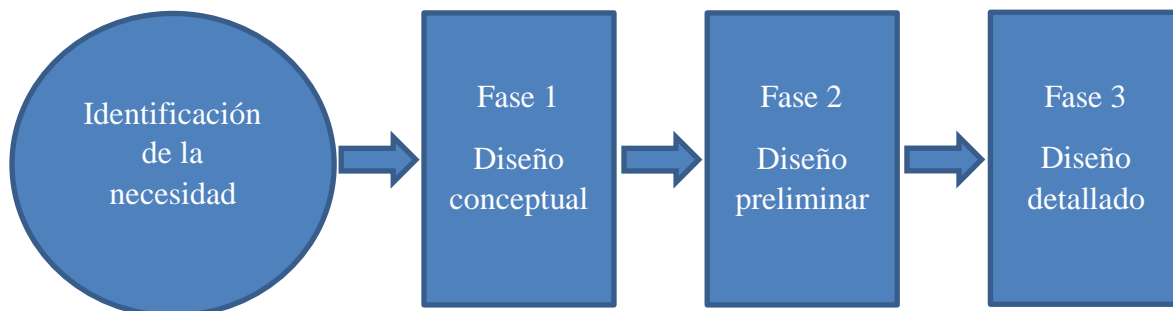 Identificación
de la
necesidad
Fase 1
Diseño
conceptual
Fase 2
Diseño
preliminar
Fase 3
Diseño
detallado